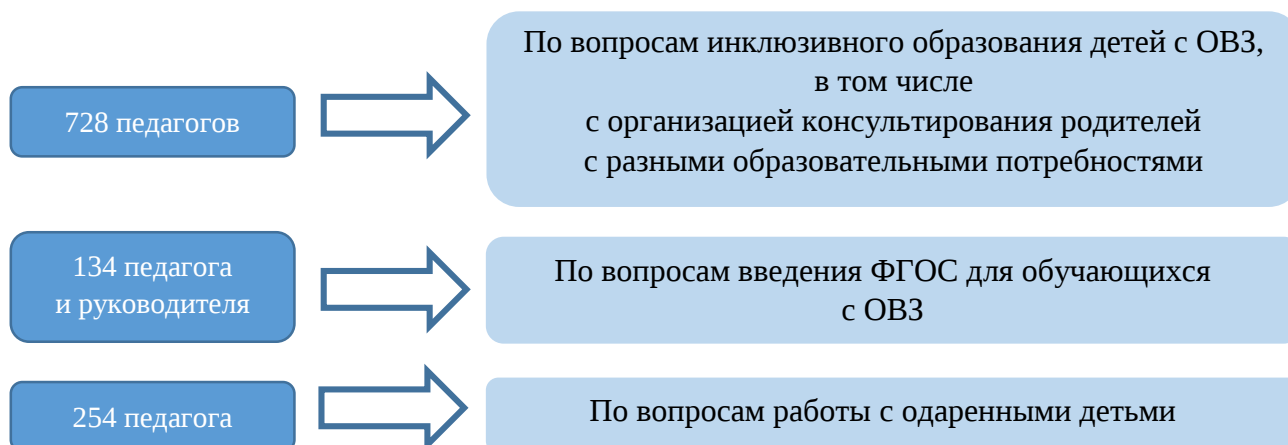 728 педагогов
По вопросам инклюзивного образования детей с ОВЗ,
в том числе
с организацией консультирования родителей
с разными образовательными потребностями
134 педагога
и руководителя
По вопросам введения ФГОС для обучающихся
с ОВЗ
254 педагога
По вопросам работы с одаренными детьми